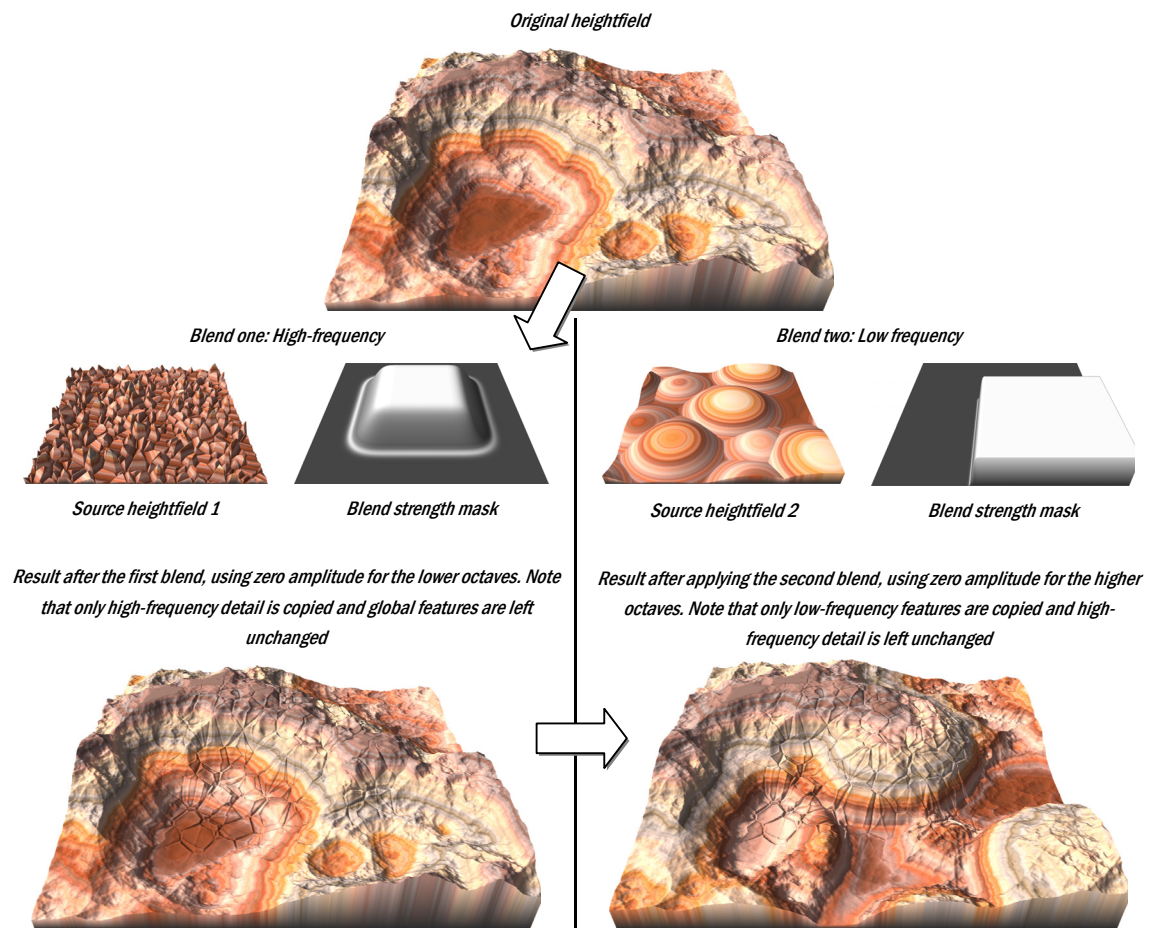 Original heightfield
Blend one: High-frequency
Blend two: Low frequency
Source heightfield 1
Blend strength mask
Source heightfield 2
Blend strength mask
Result after the first blend, using zero amplitude for the lower octaves. Note
that only high-frequency detail is copied and global features are left
unchanged
Result after applying the second blend, using zero amplitude for the higher
octaves. Note that only low-frequency features are copied and high-
frequency detail is left unchanged